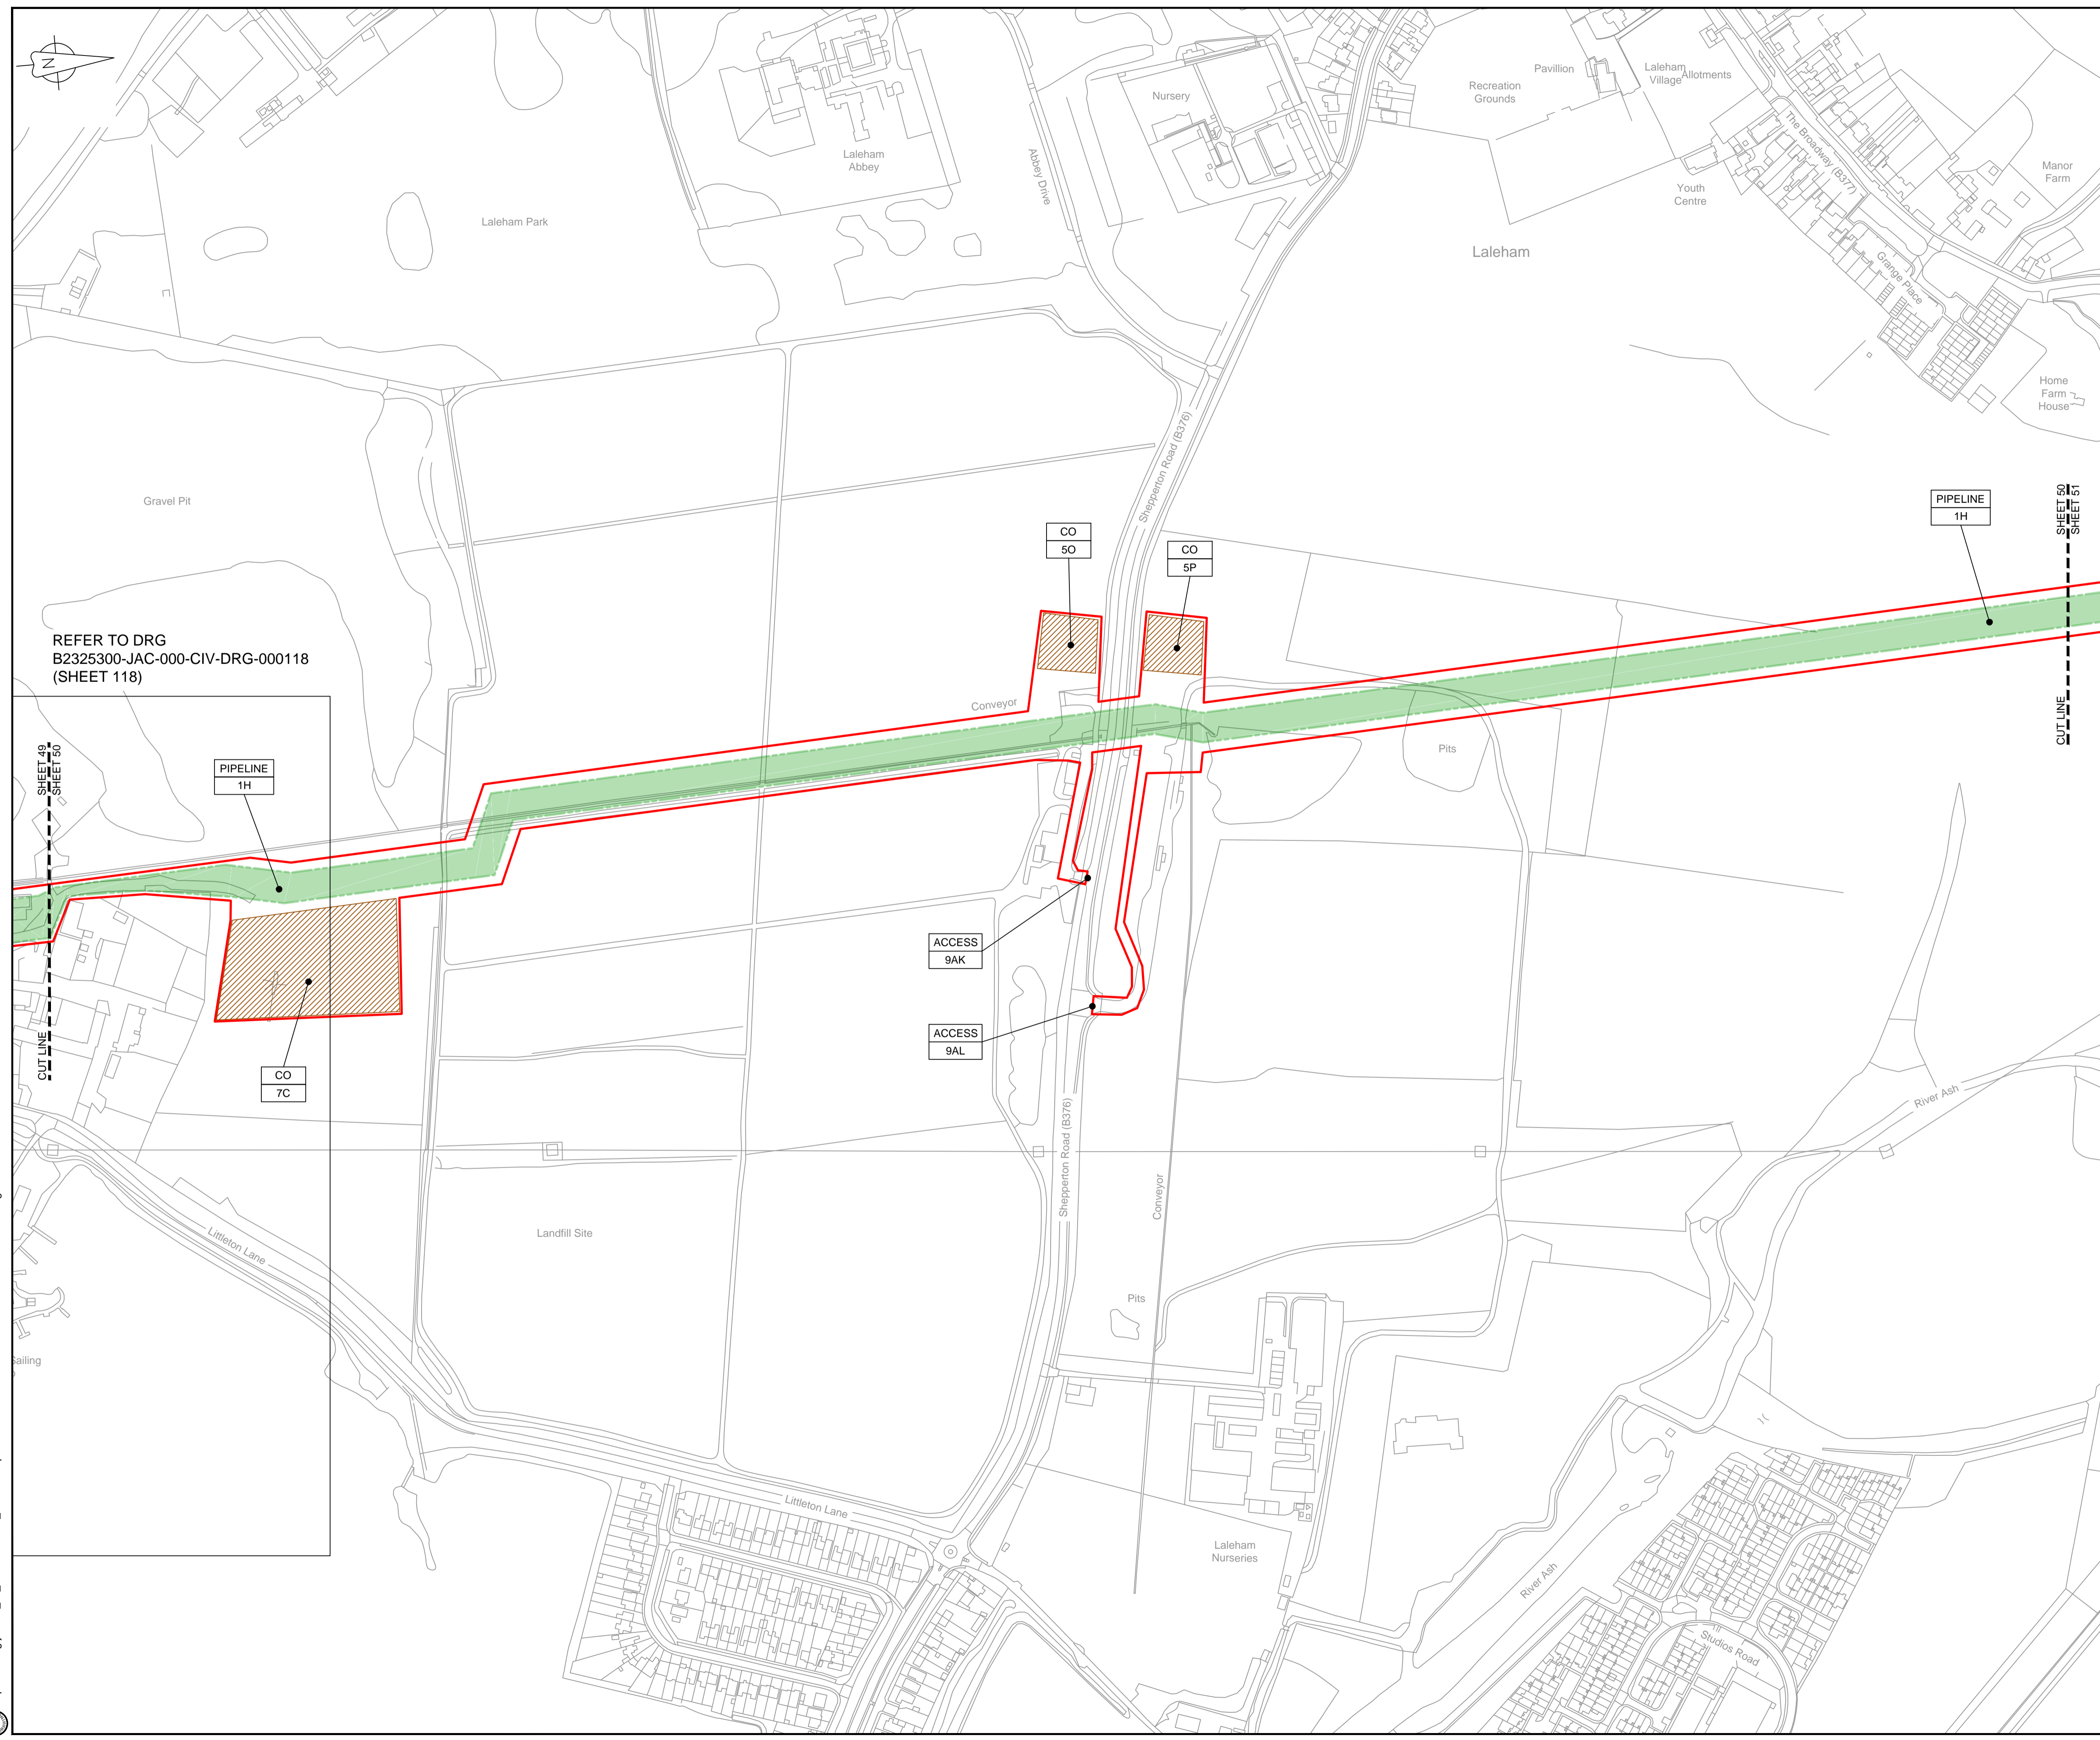 N
Laleham
Abbey
Laleham Park
Abbey Drive
Nursery
Recreation
Grounds
Pavillion
Laleham
Village
Allotments
The Broadway (B377)
Manor
Farm
Youth
Centre
Laleham
Grange Place
Home
Farm
House
Shepperton Road (B376)
Gravel Pit
CO
5O
CO
5P
PIPELINE
1H
SHEET 50
SHEET 51
CUT LINE
REFER TO DRG
B2325300-JAC-000-CIV-DRG-000118
(SHEET 118)
Conveyor
Pits
SHEET 49
SHEET 50
CUT LINE
PIPELINE
1H
ACCESS
9AK
ACCESS
9AL
CO
7C
River Ash
Shepperton Road (B376)
Conveyor
Littleton Lane
Landfill Site
Pits
Sailing
Littleton Lane
Laleham
Nurseries
River Ash
Studios Road